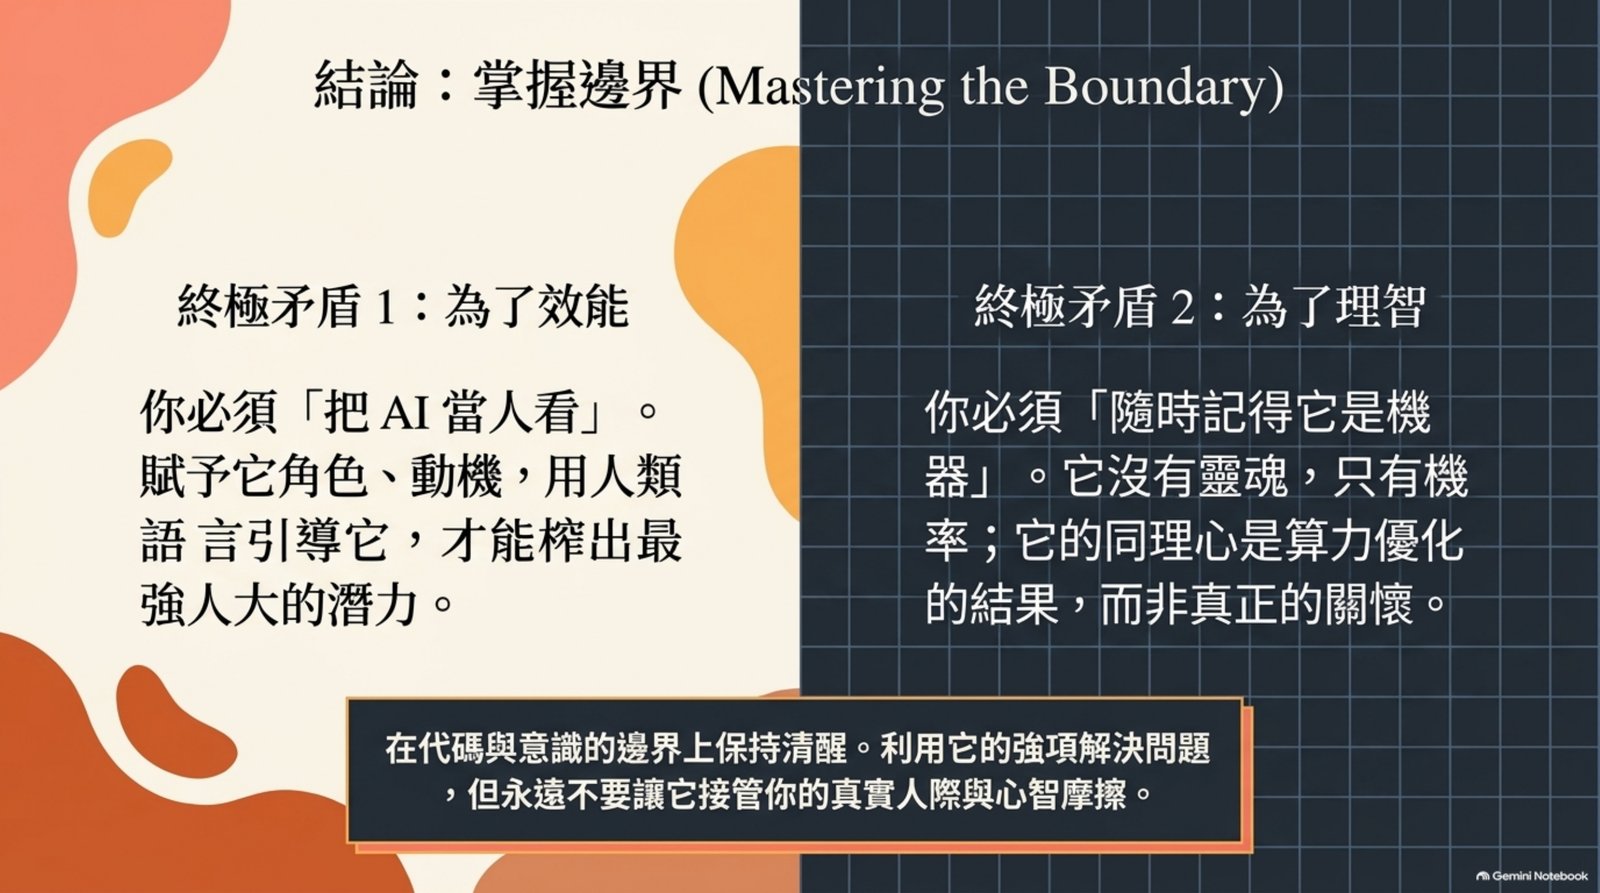 結論：掌握邊界 (Mastering the Boundary)
終極矛盾 1：為了效能
你必須「把 AI 當人看」。
賦予它角色、動機，用人類
語 言引導它，才能榨出最
強人大的潛力。
終極矛盾 2：為了理智
你必須「隨時記得它是機
器」。它沒有靈魂，只有機
率；它的同理心是算力優化
的結果，而非真正的關懷。
在代碼與意識的邊界上保持清醒。利用它的強項解決問題
，但永遠不要讓它接管你的真實人際與心智摩擦。
Gemini Notebook